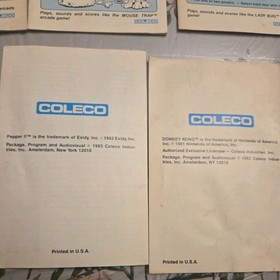 arcade
Plays, sounds and scores like the MOUSE TRAP™
arcade game!
Plays, sounds and scores like the LADY BUG™
game!
COLECO
Pepper II™ is the trademark of Exidy, Inc. © 1982 Exidy, Inc.
Package, Program and Audiovisual © 1983 Coleco Indus-
tries, Inc. Amsterdam, New York 12010
Printed in U.S.A.
COLECO
DONKEY KONG™ is the trademark of Nintendo of America,
Inc. © 1981 Nintendo of America, Inc.
Authorized Exclusive Licensee - Coleco Industries, Inc.
Package, Program and Audiovisual © 1982 Coleco Indus-
tries, Inc. Amsterdam, NY 12010
Printed in U.S.A.